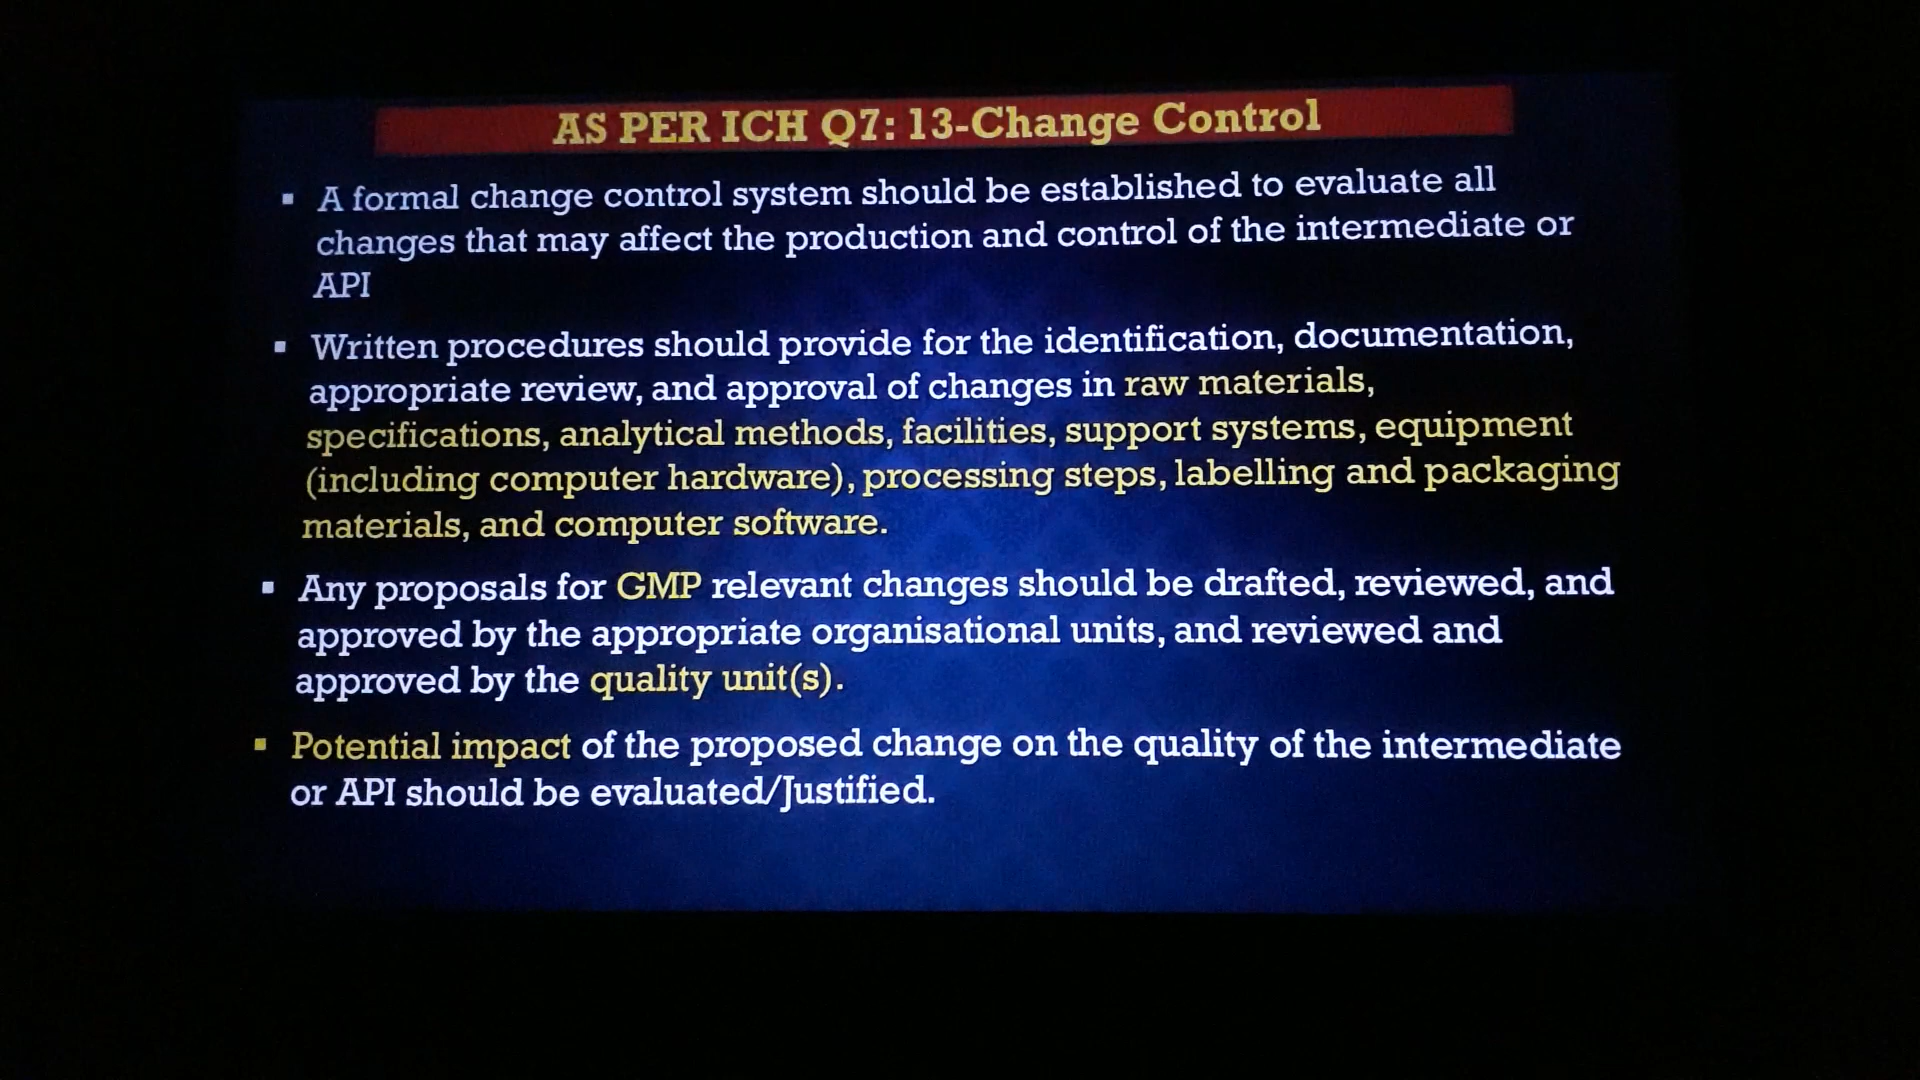 AS PER ICH Q7: 13-Change Control
▪ A formal change control system should be established to evaluate all
changes that may affect the production and control of the intermediate or
API
▪ Written procedures should provide for the identification, documentation,
appropriate review, and approval of changes in raw materials,
specifications, analytical methods, facilities, support systems, equipment
(including computer hardware), processing steps, labelling and packaging
materials, and computer software.
▪ Any proposals for GMP relevant changes should be drafted, reviewed, and
approved by the appropriate organisational units, and reviewed and
approved by the quality unit(s).
▪ Potential impact of the proposed change on the quality of the intermediate
or API should be evaluated/Justified.